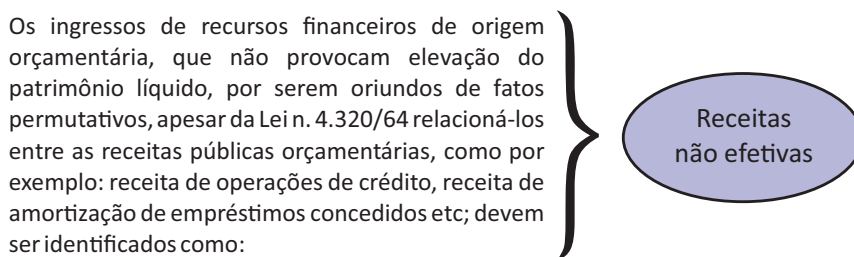 Os ingressos de recursos financeiros de origem
orçamentária, que não provocam elevação do
patrimônio líquido, por serem oriundos de fatos
permutativos, apesar da Lei n. 4.320/64 relacioná-los
entre as receitas públicas orçamentárias, como por
exemplo: receita de operações de crédito, receita de
amortização de empréstimos concedidos etc; devem
ser identificados como:
Receitas
não efetivas